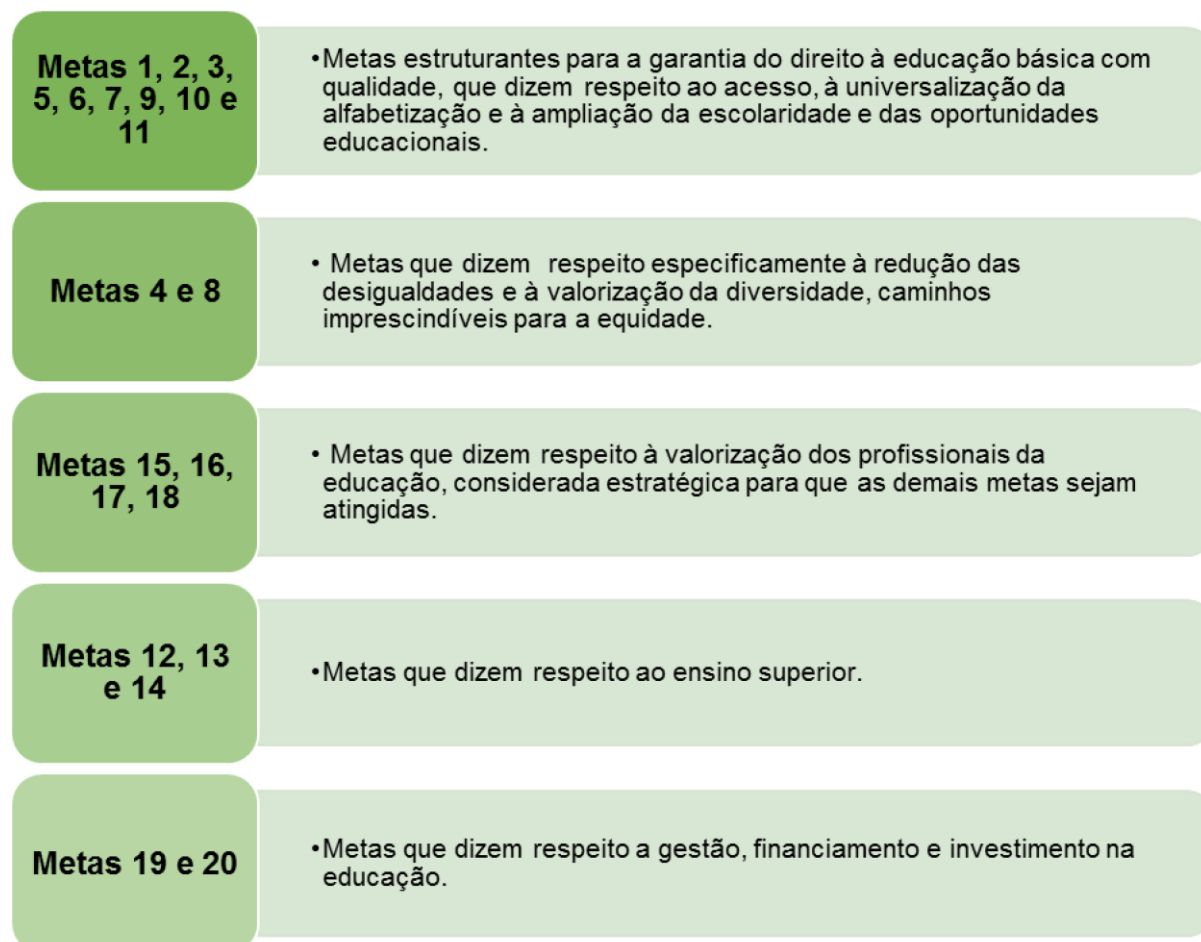 Metas 1, 2, 3,
5, 6, 7, 9, 10 e
11
•Metas estruturantes para a garantia do direito à educação básica com
qualidade, que dizem respeito ao acesso, à universalização da
alfabetização e à ampliação da escolaridade e das oportunidades
educacionais.
Metas 4 e 8
• Metas que dizem respeito especificamente à redução das
desigualdades e à valorização da diversidade, caminhos
imprescindíveis para a equidade.
Metas 15, 16,
17, 18
• Metas que dizem respeito à valorização dos profissionais da
educação, considerada estratégica para que as demais metas sejam
atingidas.
Metas 12, 13
e 14
•Metas que dizem respeito ao ensino superior.
Metas 19 e 20
•Metas que dizem respeito a gestão, financiamento e investimento na
educação.